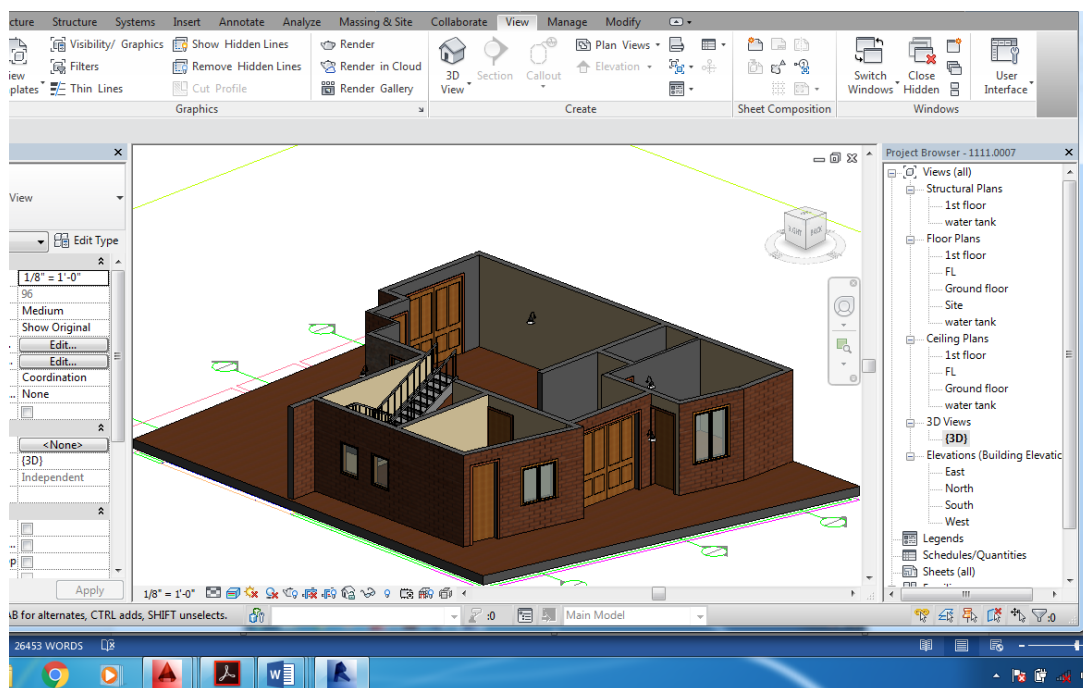 cture Structure Systems Insert Annotate Analyze Massing & Site Collaborate View Manage Modify
iew
plates
Visibility/ Graphics
Filters
Thin Lines
Show Hidden Lines
Remove Hidden Lines
Cut Profile
Graphics
Render
Render in Cloud
Render Gallery
3D
View
Section
Callout
Plan Views
Elevation
Create
Sheet Composition
Switch
Windows
Close
Hidden
Windows
User
Interface
View
Edit Type
1/8" = 1'-0"
96
Medium
Show Original
Edit...
Edit...
Coordination
None
<None>
{3D}
Independent
p
Apply
Project Browser - 1111.0007
Views (all)
Structural Plans
1st floor
water tank
Floor Plans
1st floor
FL
Ground floor
Site
water tank
Ceiling Plans
1st floor
FL
Ground floor
water tank
3D Views
{3D}
Elevations (Building Elevatic
East
North
South
West
Legends
Schedules/Quantities
Sheets (all)
1/8" = 1'-0"
AB for alternates, CTRL adds, SHIFT unselects.
:0
Main Model
:0
26453 WORDS